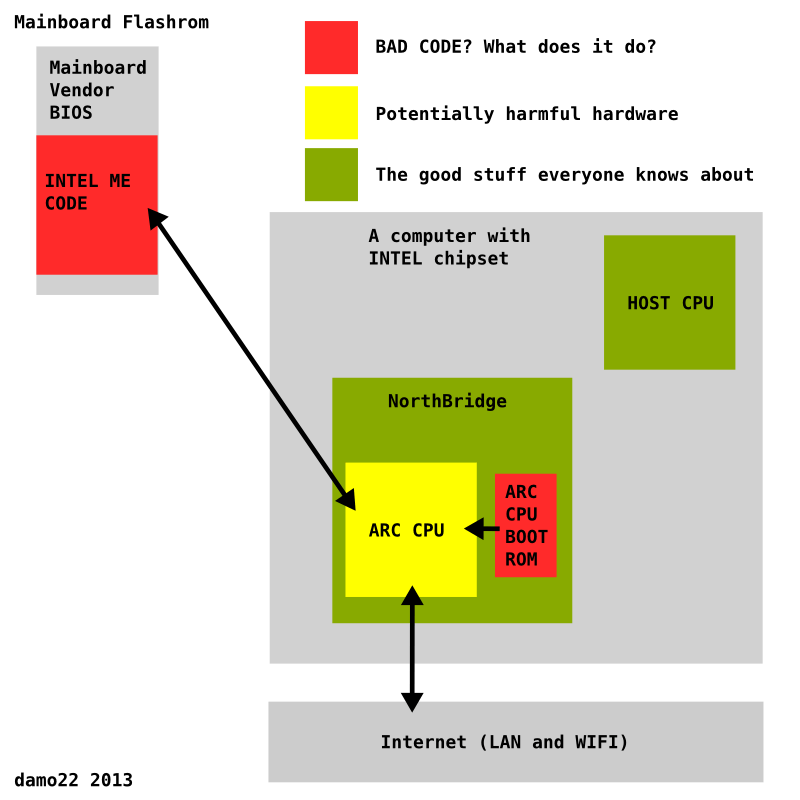 Mainboard Flashrom
Mainboard
Vendor
BIOS
INTEL ME
CODE
BAD CODE? What does it do?
Potentially harmful hardware
The good stuff everyone knows about
A computer with
INTEL chipset
HOST CPU
NorthBridge
ARC CPU
ARC
CPU
BOOT
ROM
Internet (LAN and WIFI)
damo22 2013